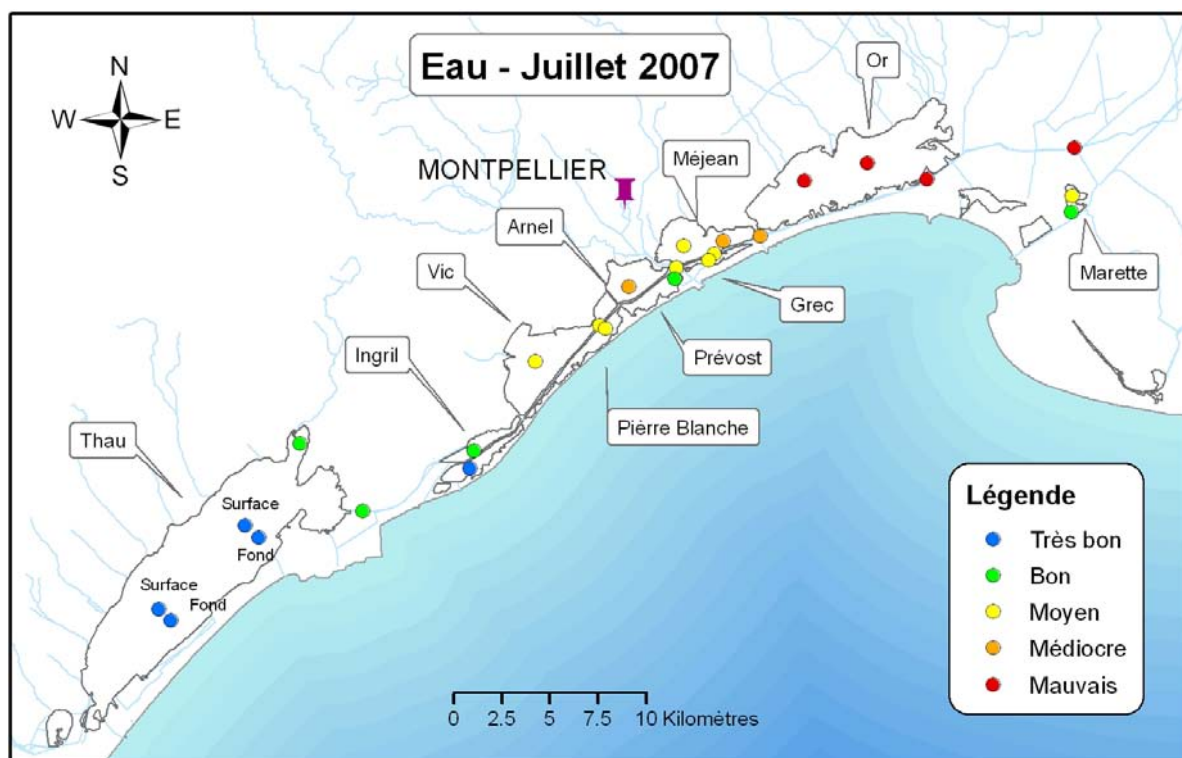 Eau - Juillet 2007
N
W E
S
Or
Méjean
MONTPELLIER
Arnel
Vic
Marette
Grec
Ingril
Prévost
Pièrre Blanche
Thau
Surface
Fond
Surface
Fond
Légende
Très bon
Bon
Moyen
Médiocre
Mauvais
0 2.5 5 7.5 10 Kilomètres